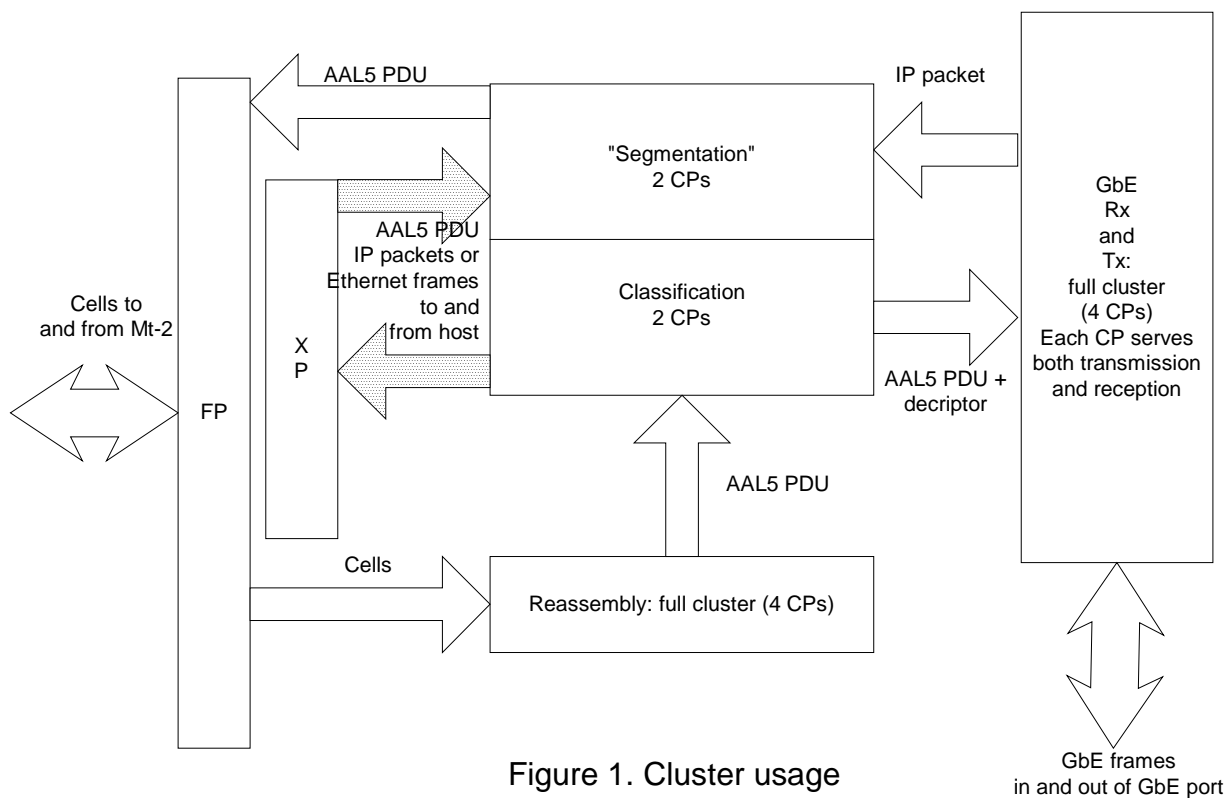 AAL5 PDU
IP packet
"Segmentation"
2 CPs
GbE
Rx
and
Tx:
full cluster
(4 CPs)
Each CP serves
both transmission
and reception
AAL5 PDU
IP packets or
Ethernet frames
to and
from host
Classification
2 CPs
Cells to
and from Mt-2
FP
X
P
AAL5 PDU +
decriptor
AAL5 PDU
Cells
Reassembly: full cluster (4 CPs)
GbE frames
in and out of GbE port
Figure 1. Cluster usage